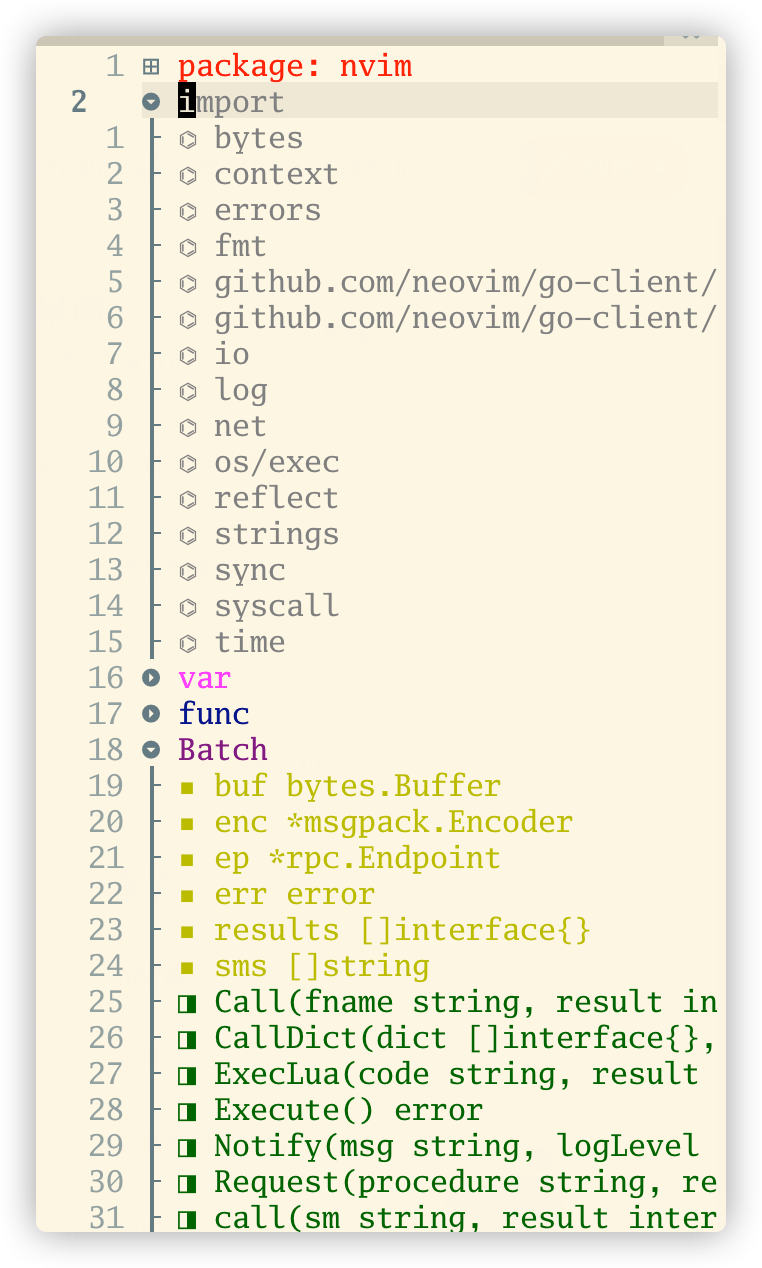 1 package: nvim
2 import
1 bytes
2 context
3 errors
4 fmt
5 github.com/neovim/go-client/
6 github.com/neovim/go-client/
7 io
8 log
9 net
10 os/exec
11 reflect
12 strings
13 sync
14 syscall
15 time
16 var
17 func
18 Batch
19 buf bytes.Buffer
20 enc *msgpack.Encoder
21 ep *rpc.Endpoint
22 err error
23 results []interface{}
24 sms []string
25 Call(fname string, result in
26 CallDict(dict []interface{},
27 ExecLua(code string, result
28 Execute() error
29 Notify(msg string, logLevel
30 Request(procedure string, re
31 call(sm string, result inter